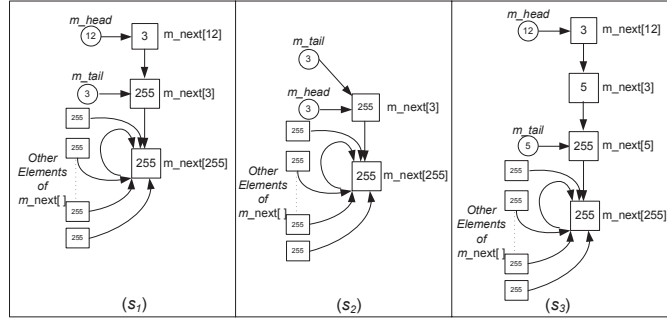 m_head
12
3
m_next[12]
m_tail
3
255
m_next[3]
255
255
255
m_next[255]
Other
Elements
of
m_next[ ]
255
255
(s1)
m_tail
3
m_head
3
255
m_next[3]
255
255
255
m_next[255]
Other
Elements
of
m_next[ ]
255
255
(s2)
m_head
12
3
m_next[12]
5
m_next[3]
m_tail
5
255
m_next[5]
255
255
255
m_next[255]
Other
Elements
of
m_next[ ]
255
255
(s3)